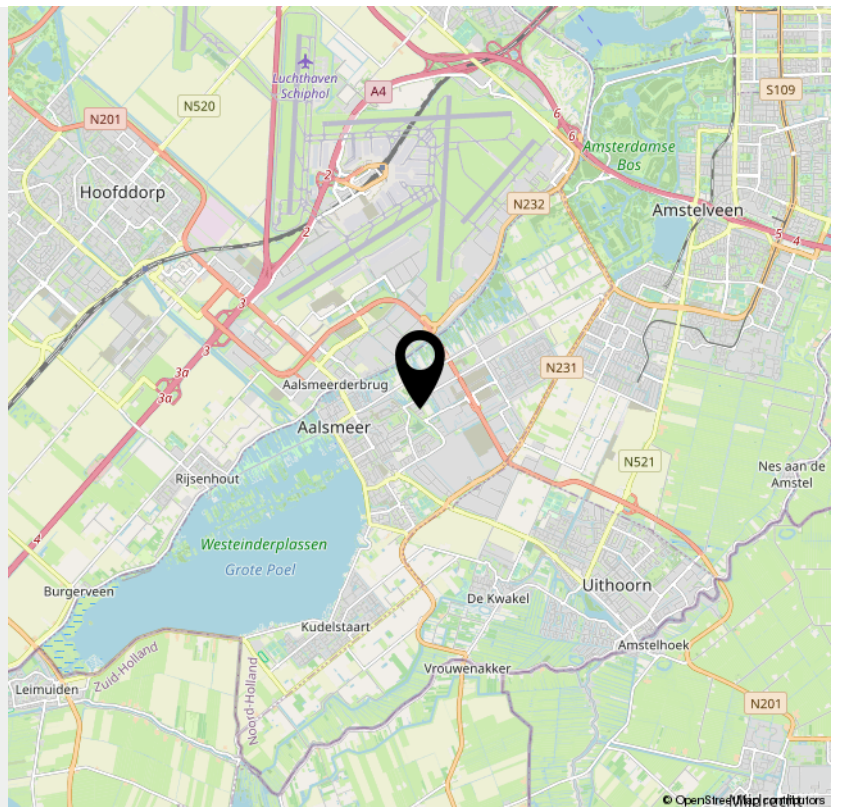 Luchthaven
Schiphol
A4
S109
N520
N201
6
6
Amsterdamse
Bos
2
Hoofddorp
N232
Amstelveen
2
5
4
3
3
3a
3a
N231
Aalsmeerderbrug
Aalsmeer
N521
Nes aan de
Amstel
Rijsenhout
4
Westeinderplassen
Grote Poel
Burgerveen
Uithoorn
De Kwakel
Kudelstaart
Amstelhoek
Zuid-Holland
Noord-Holland
Vrouwenakker
Leimuiden
N201
© OpenStreetMap contributors